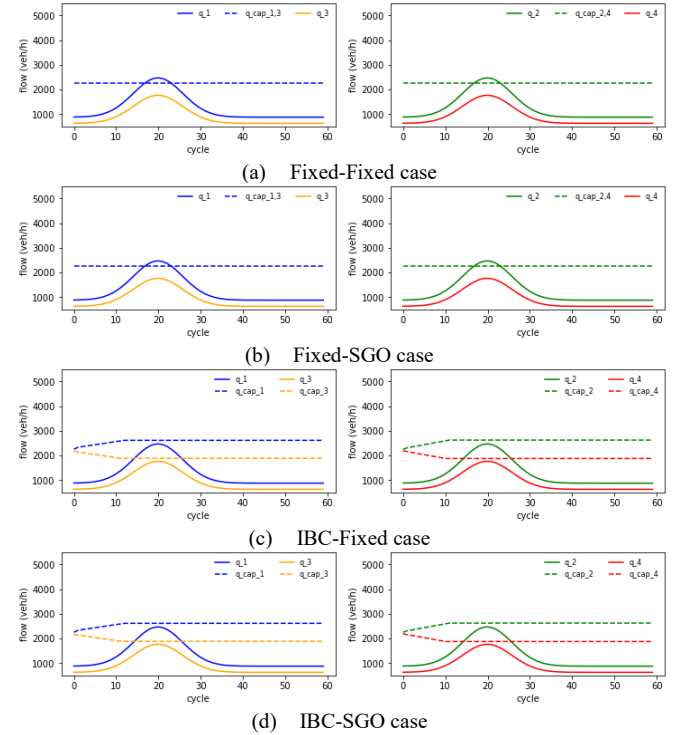 5000
4000
3000
2000
1000
flow (veh/h)
q_1 q_cap_1,3 q_3
0 10 20 30 40 50 60
cycle
5000
4000
3000
2000
1000
flow (veh/h)
q_2 q_cap_2,4 q_4
0 10 20 30 40 50 60
cycle
(a) Fixed-Fixed case
5000
4000
3000
2000
1000
flow (veh/h)
q_1 q_cap_1,3 q_3
0 10 20 30 40 50 60
cycle
5000
4000
3000
2000
1000
flow (veh/h)
q_2 q_cap_2,4 q_4
0 10 20 30 40 50 60
cycle
(b) Fixed-SGO case
5000
4000
3000
2000
1000
flow (veh/h)
q_1 q_3
q_cap_1 q_cap_3
0 10 20 30 40 50 60
cycle
5000
4000
3000
2000
1000
flow (veh/h)
q_2 q_4
q_cap_2 q_cap_4
0 10 20 30 40 50 60
cycle
(c) IBC-Fixed case
5000
4000
3000
2000
1000
flow (veh/h)
q_1 q_3
q_cap_1 q_cap_3
0 10 20 30 40 50 60
cycle
5000
4000
3000
2000
1000
flow (veh/h)
q_2 q_4
q_cap_2 q_cap_4
0 10 20 30 40 50 60
cycle
(d) IBC-SGO case